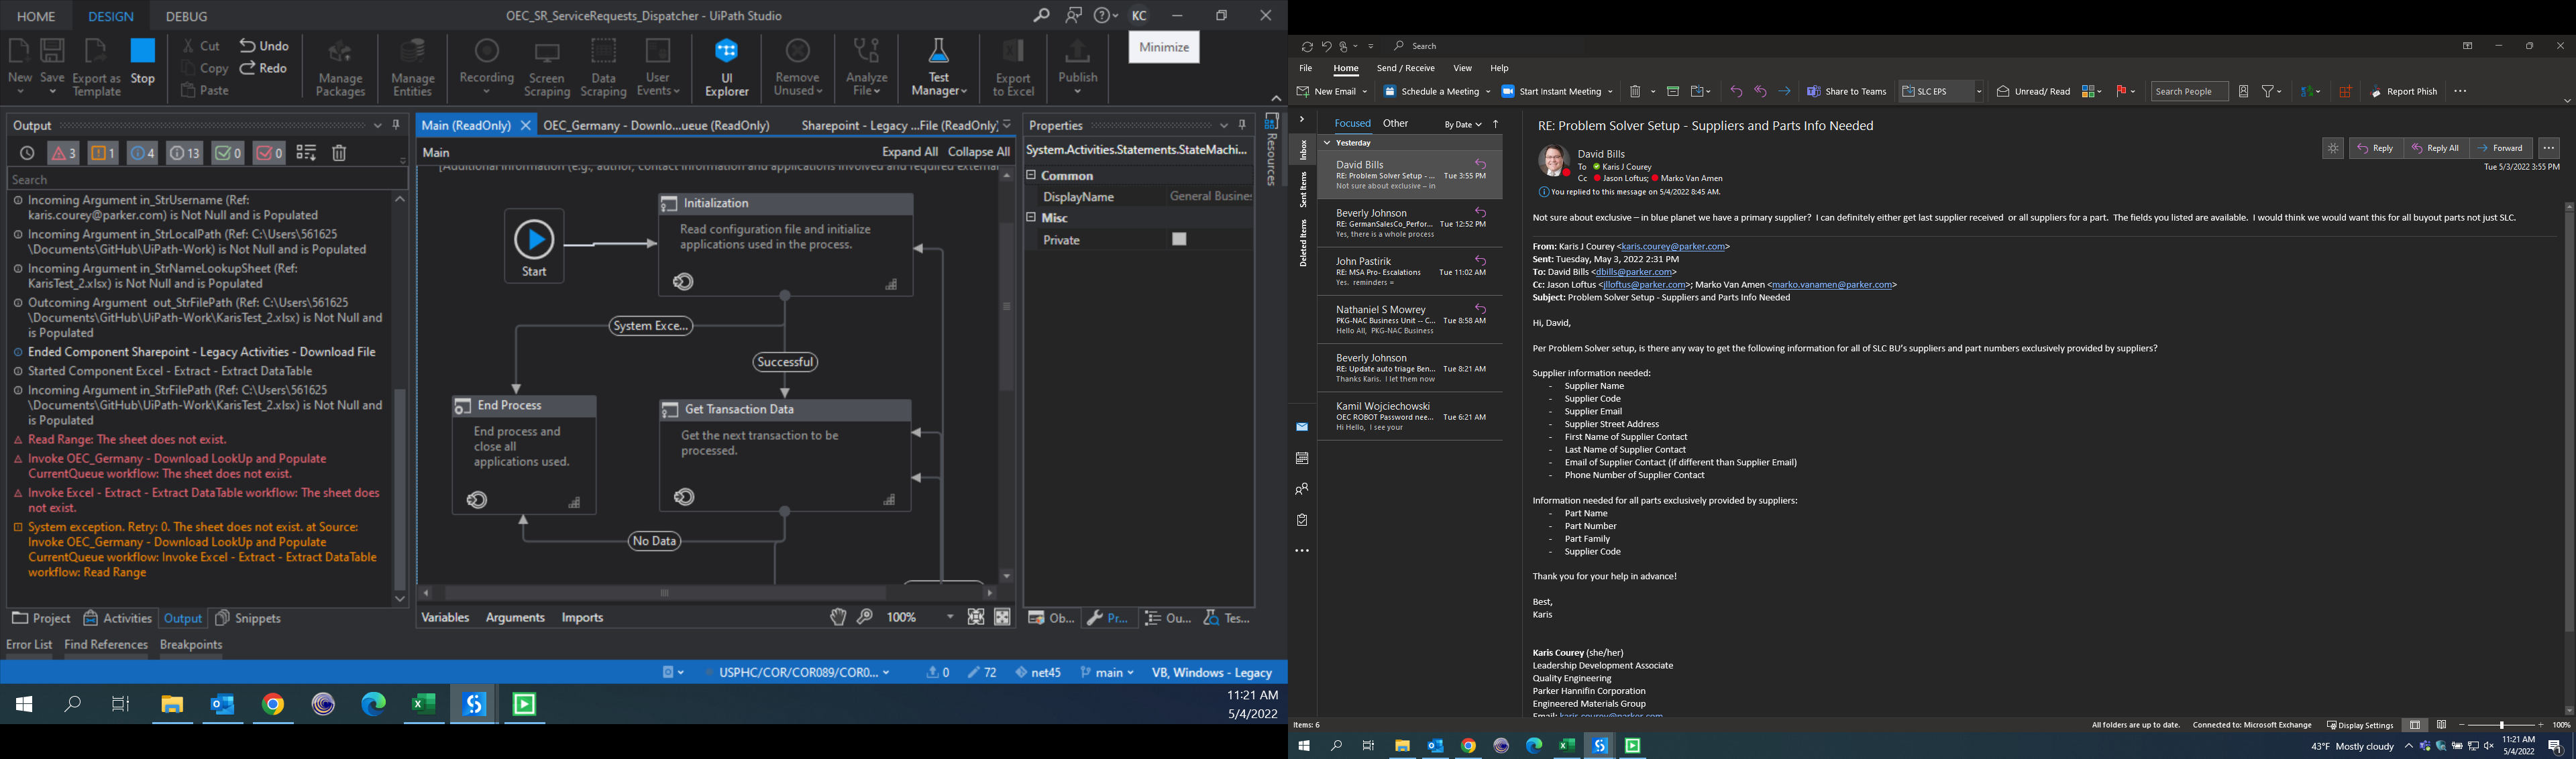 HOME DESIGN DEBUG
OEC_SR_ServiceRequests_Dispatcher - UiPath Studio
KC
Minimize
New
Save
Export as
Template
Stop
Cut
Copy
Paste
Undo
Redo
Manage
Packages
Manage
Entities
Recording
Screen
Scraping
Data
Scraping
User
Events
UI
Explorer
Remove
Unused
Analyze
File
Test
Manager
Export
to Excel
Publish
Output
3 1 4 13 0 0
Search
Incoming Argument in_StrUsername (Ref:
karis.courey@parker.com) is Not Null and is Populated
Incoming Argument in_StrLocalPath (Ref: C:\Users\561625
\Documents\GitHub\UiPath-Work) is Not Null and is Populated
Incoming Argument in_StrNameLookupSheet (Ref:
KarisTest_2.xlsx) is Not Null and is Populated
Outcoming Argument out_StrFilePath (Ref: C:\Users\561625
\Documents\GitHub\UiPath-Work\KarisTest_2.xlsx) is Not Null and
is Populated
Ended Component Sharepoint - Legacy Activities - Download File
Started Component Excel - Extract - Extract DataTable
Incoming Argument in_StrFilePath (Ref: C:\Users\561625
\Documents\GitHub\UiPath-Work\KarisTest_2.xlsx) is Not Null and
is Populated
Read Range: The sheet does not exist.
Invoke OEC_Germany - Download LookUp and Populate
CurrentQueue workflow: The sheet does not exist.
Invoke Excel - Extract - Extract DataTable workflow: The sheet does
not exist.
System exception. Retry: 0. The sheet does not exist. at Source:
Invoke OEC_Germany - Download LookUp and Populate
CurrentQueue workflow: Invoke Excel - Extract - Extract DataTable
workflow: Read Range
Project Activities Output Snippets
Error List Find References Breakpoints
Main (ReadOnly) OEC_Germany - Downlo...ueue (ReadOnly) Sharepoint - Legacy ...File (ReadOnly)
Main
Expand All Collapse All
[Additional information (e.g., author, contact information and applications involved and required externa
Start
Initialization
Read configuration file and initialize
applications used in the process.
System Exce...
Successful
End Process
End process and
close all
applications used.
Get Transaction Data
Get the next transaction to be
processed.
No Data
Variables Arguments Imports
100%
Properties
System.Activities.Statements.StateMachi...
Common
DisplayName General Busine:
Misc
Private
Resources
Ob... Pr... Ou... Tes...
USPHC/COR/COR089/COR0... 0 72 net45 main VB, Windows - Legacy
11:21 AM
5/4/2022
Search
File Home Send / Receive View Help
New Email Schedule a Meeting Start Instant Meeting Share to Teams SLC EPS Unread/ Read Search People Report Phish
Inbox
Sent Items
Deleted Items
Focused Other By Date
Yesterday
David Bills
RE: Problem Solver Setup - ... Tue 3:55 PM
Not sure about exclusive – in
Beverly Johnson
RE: GermanSalesCo_Perfor... Tue 12:52 PM
Yes, there is a whole process
John Pastirik
RE: MSA Pro- Escalations Tue 11:02 AM
Yes. reminders =
Nathaniel S Mowrey
PKG-NAC Business Unit -- C... Tue 8:58 AM
Hello All, PKG-NAC Business
Beverly Johnson
RE: Update auto triage Ben... Tue 8:21 AM
Thanks Karis. I let them now
Kamil Wojciechowski
OEC ROBOT Password nee... Tue 6:21 AM
Hi Hello, I see your
RE: Problem Solver Setup - Suppliers and Parts Info Needed
David Bills
To Karis J Courey
Cc Jason Loftus; Marko Van Amen
Reply Reply All Forward
Tue 5/3/2022 3:55 PM
You replied to this message on 5/4/2022 8:45 AM.
Not sure about exclusive – in blue planet we have a primary supplier? I can definitely either get last supplier received or all suppliers for a part. The fields you listed are available. I would think we would want this for all buyout parts not just SLC.
From: Karis J Courey <karis.courey@parker.com>
Sent: Tuesday, May 3, 2022 2:31 PM
To: David Bills <dbills@parker.com>
Cc: Jason Loftus <jlloftus@parker.com>; Marko Van Amen <marko.vanamen@parker.com>
Subject: Problem Solver Setup - Suppliers and Parts Info Needed
Hi, David,
Per Problem Solver setup, is there any way to get the following information for all of SLC BU's suppliers and part numbers exclusively provided by suppliers?
Supplier information needed:
- Supplier Name
- Supplier Code
- Supplier Email
- Supplier Street Address
- First Name of Supplier Contact
- Last Name of Supplier Contact
- Email of Supplier Contact (if different than Supplier Email)
- Phone Number of Supplier Contact
Information needed for all parts exclusively provided by suppliers:
- Part Name
- Part Number
- Part Family
- Supplier Code
Thank you for your help in advance!
Best,
Karis
Karis Courey (she/her)
Leadership Development Associate
Quality Engineering
Parker Hannifin Corporation
Engineered Materials Group
Email: karis.courey@parker.com
Items: 6
All folders are up to date. Connected to: Microsoft Exchange Display Settings 100%
43°F Mostly cloudy
11:21 AM
5/4/2022
1